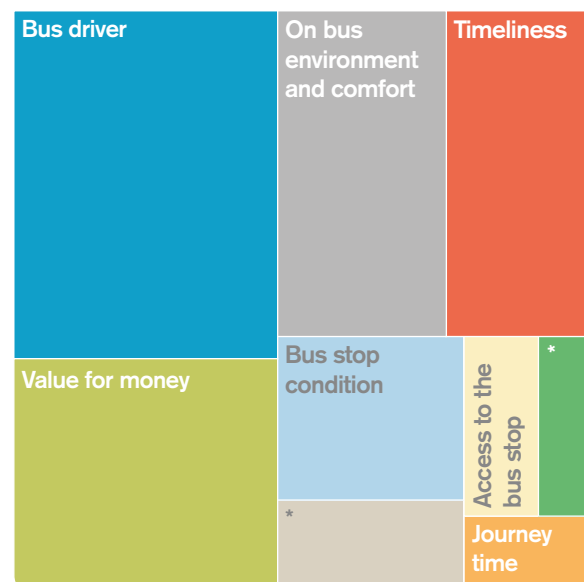 Bus driver
On bus
environment
and comfort
Timeliness
Value for money
Bus stop
condition
Access to the
bus stop
*
*
Journey
time